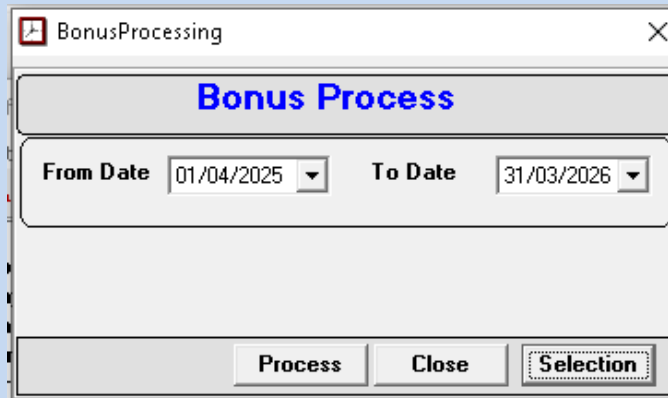 BonusProcessing
Bonus Process
From Date 01/04/2025 To Date 31/03/2026
Process Close Selection